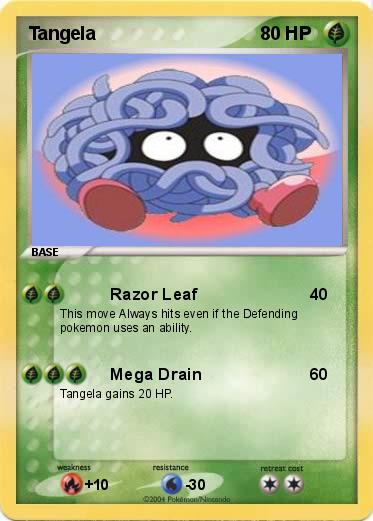 Tangela 80 HP
BASE
Razor Leaf 40
This move Always hits even if the Defending
pokemon uses an ability.
Mega Drain 60
Tangela gains 20 HP.
weakness resistance retreat cost
+10 -30
©2004 Pokémon/Nintendo